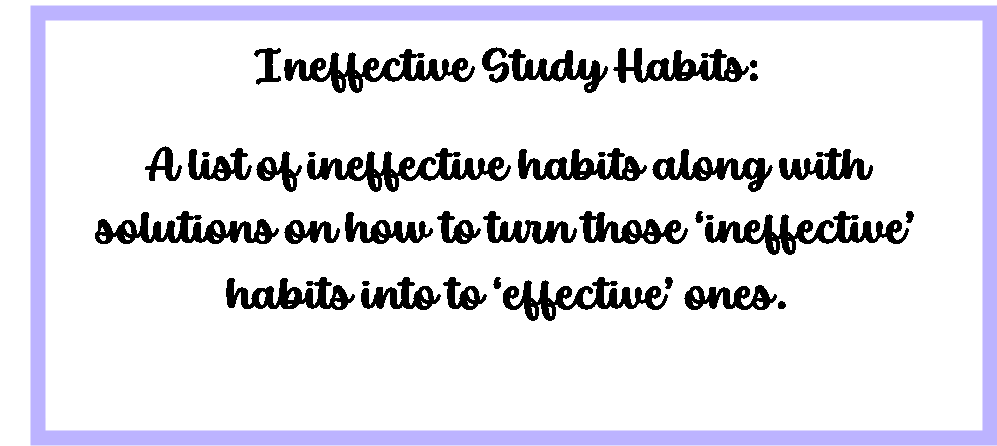 Ineffective Study Habits:
A list of ineffective habits along with
solutions on how to turn those ‘ineffective’
habits into to ‘effective’ ones.